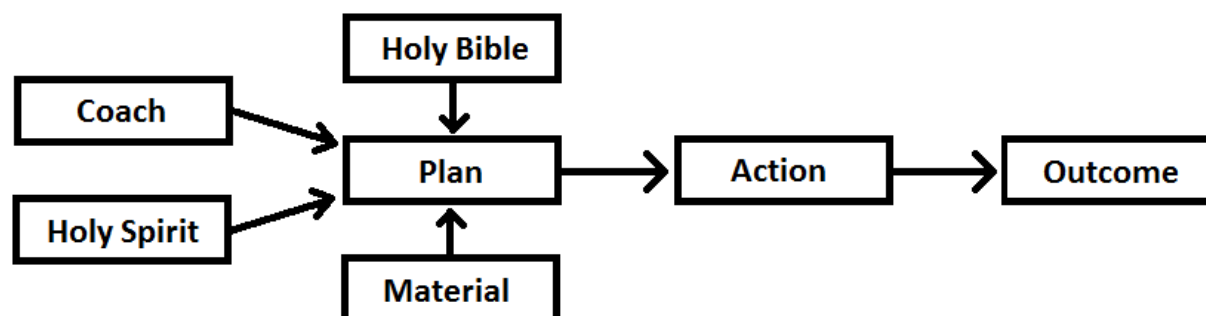 Holy Bible
Coach
Plan
Action
Outcome
Holy Spirit
Material